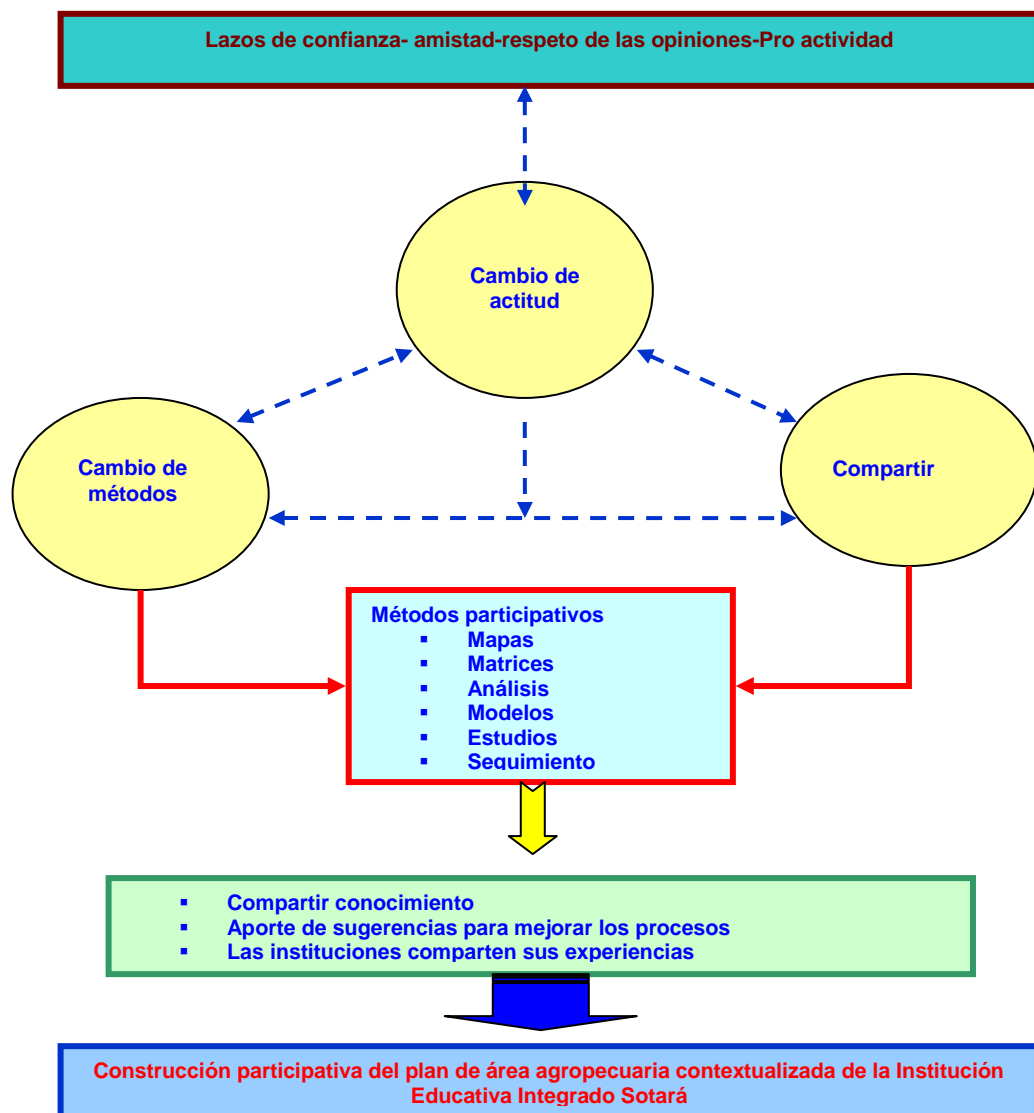 Lazos de confianza- amistad-respeto de las opiniones-Pro actividad
Cambio de
actitud
Cambio de
métodos
Compartir
Métodos participativos
▪ Mapas
▪ Matrices
▪ Análisis
▪ Modelos
▪ Estudios
▪ Seguimiento
▪ Compartir conocimiento
▪ Aporte de sugerencias para mejorar los procesos
▪ Las instituciones comparten sus experiencias
Construcción participativa del plan de área agropecuaria contextualizada de la Institución
Educativa Integrado Sotará